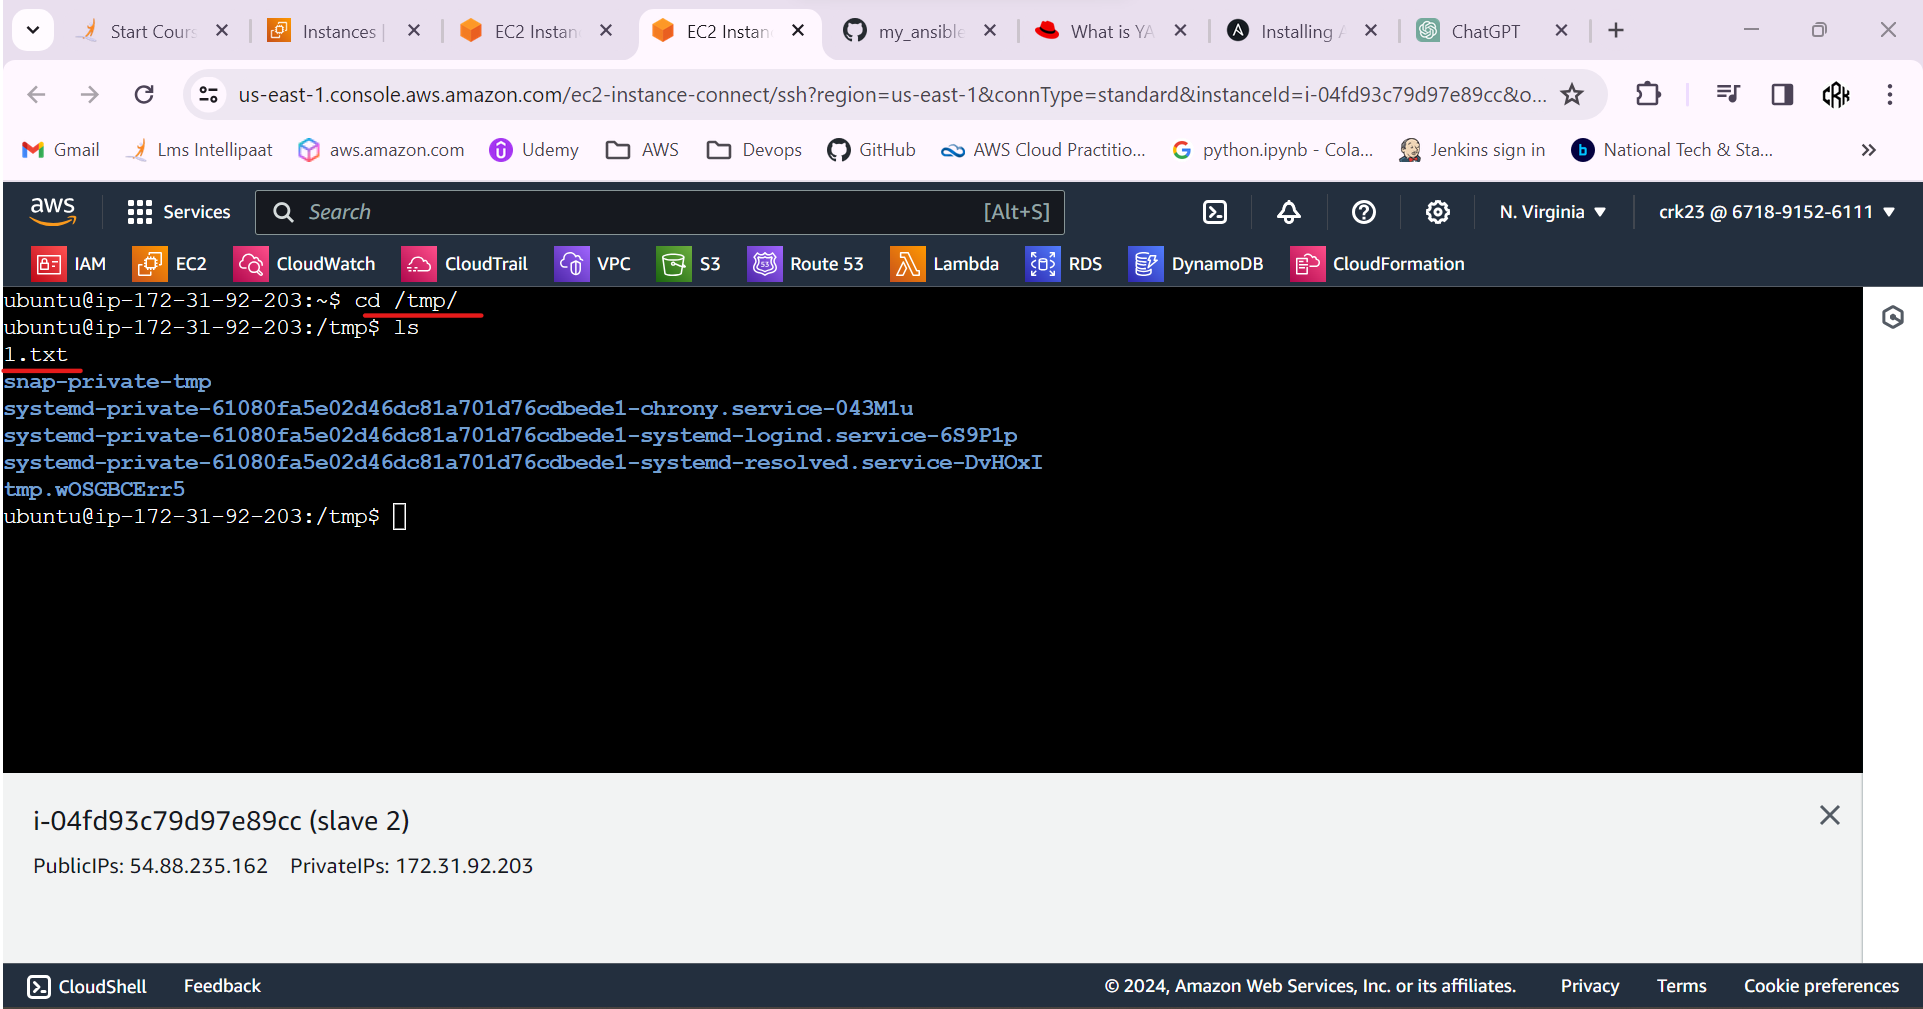 Start Cours
Instances |
EC2 Instan
EC2 Instan
my_ansible
What is YA
Installing A
ChatGPT
us-east-1.console.aws.amazon.com/ec2-instance-connect/ssh?region=us-east-1&connType=standard&instanceId=i-04fd93c79d97e89cc&o...
Gmail Lms Intellipaat aws.amazon.com Udemy AWS Devops GitHub AWS Cloud Practitio... python.ipynb - Cola... Jenkins sign in National Tech & Sta...
aws Services Search [Alt+S] N. Virginia crk23 @ 6718-9152-6111
IAM EC2 CloudWatch CloudTrail VPC S3 Route 53 Lambda RDS DynamoDB CloudFormation
ubuntu@ip-172-31-92-203:~$ cd /tmp/
ubuntu@ip-172-31-92-203:/tmp$ ls
1.txt
snap-private-tmp
systemd-private-61080fa5e02d46dc81a701d76cdbede1-chrony.service-043M1u
systemd-private-61080fa5e02d46dc81a701d76cdbede1-systemd-logind.service-6S9P1p
systemd-private-61080fa5e02d46dc81a701d76cdbede1-systemd-resolved.service-DvHOxI
tmp.wOSGBCErr5
ubuntu@ip-172-31-92-203:/tmp$
i-04fd93c79d97e89cc (slave 2)
PublicIPs: 54.88.235.162 PrivateIPs: 172.31.92.203
CloudShell Feedback © 2024, Amazon Web Services, Inc. or its affiliates. Privacy Terms Cookie preferences